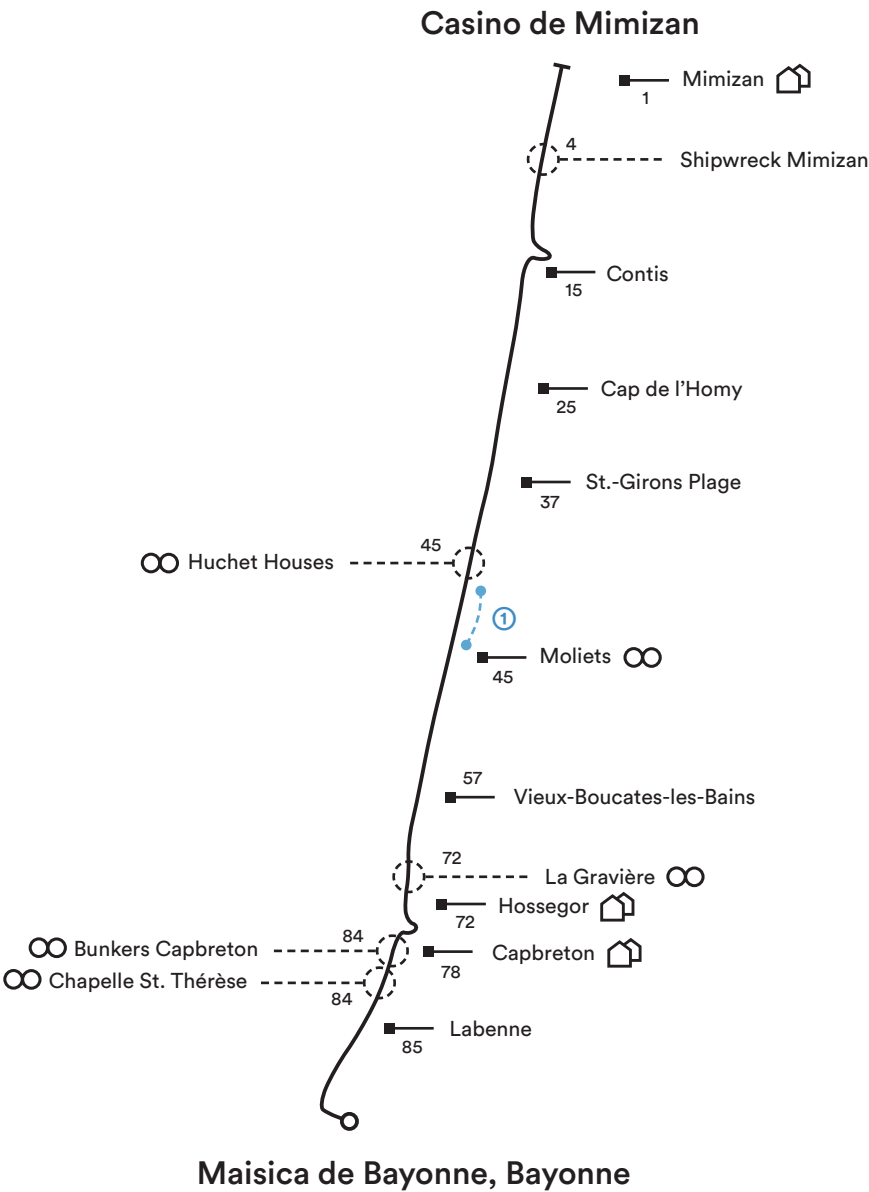 Casino de Mimizan
Mimizan
1
4
Shipwreck Mimizan
Contis
15
Cap de l'Homy
25
St.-Girons Plage
37
45
Huchet Houses
1
Moliets
45
57
Vieux-Boucates-les-Bains
72
La Gravière
Hossegor
72
84
Bunkers Capbreton
Capbreton
78
Chapelle St. Thérèse
84
Labenne
85
Maisica de Bayonne, Bayonne